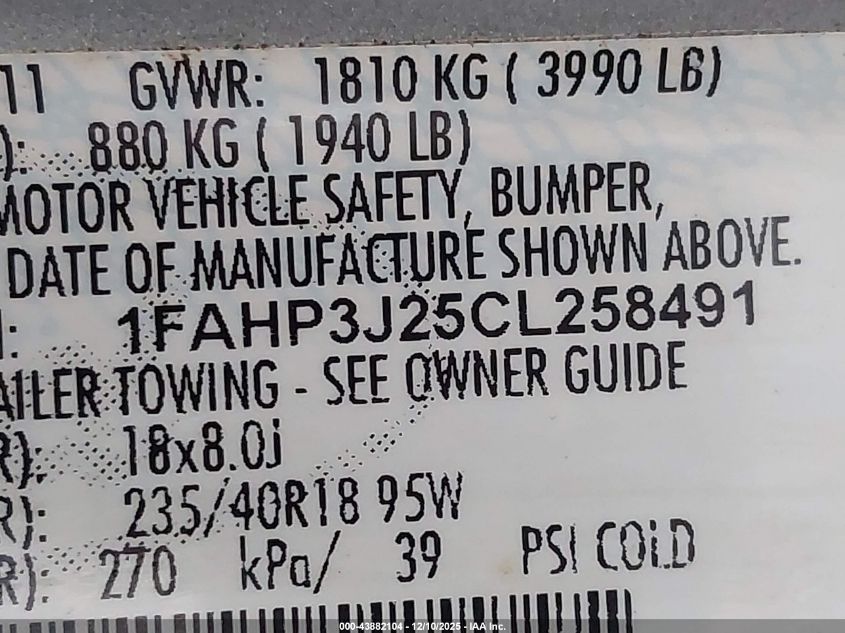 11 GVWR: 1810 KG ( 3990 LB)
): 880 KG ( 1940 LB)
MOTOR VEHICLE SAFETY, BUMPER,
DATE OF MANUFACTURE SHOWN ABOVE.
: 1FAHP3J25CL258491
AILER TOWING - SEE OWNER GUIDE
R): 18x8.0j
R): 235/40R18 95W
R): 270 kPa/ 39 PSI COLD
000-43882104 - 12/10/2025 - IAA Inc.